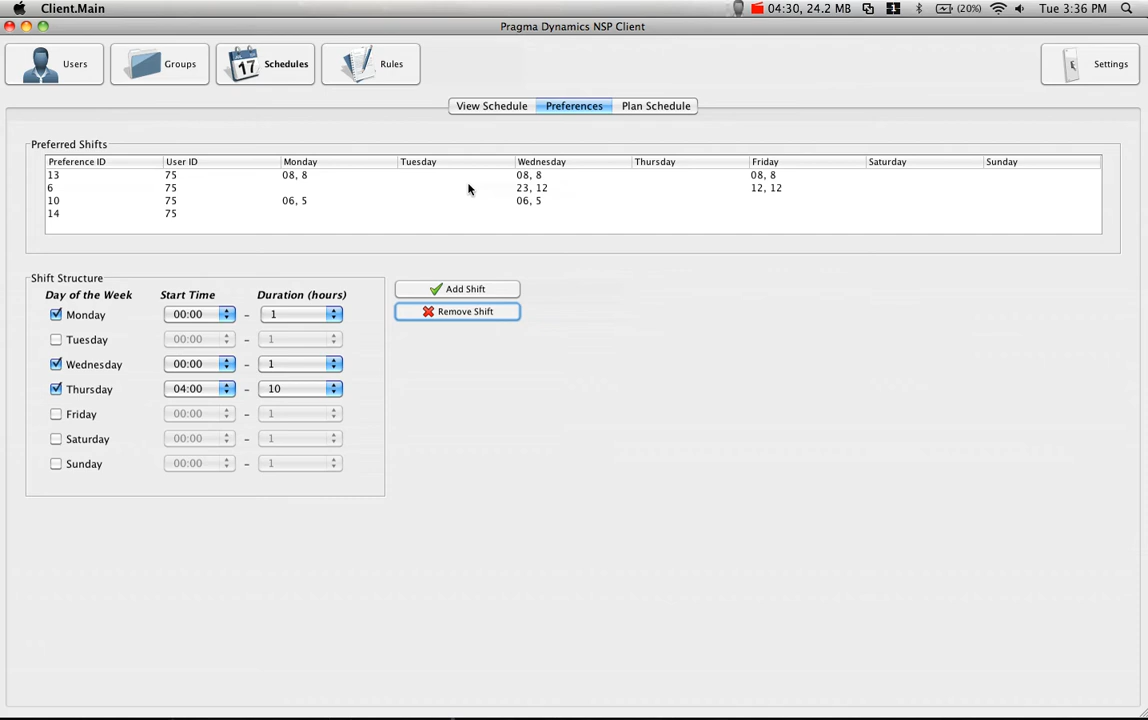 Client.Main 04:30, 24.2 MB 1 (20%) Tue 3:36 PM
Pragma Dynamics NSP Client
Users Groups 17 Schedules Rules Settings
View Schedule Preferences Plan Schedule
Preferred Shifts
Preference ID User ID Monday Tuesday Wednesday Thursday Friday Saturday Sunday
13 75 08, 8 08, 8 08, 8
6 75 23, 12 12, 12
10 75 06, 5 06, 5
14 75
Shift Structure
Day of the Week Start Time Duration (hours)
Add Shift
Remove Shift
Monday 00:00 – 1
Tuesday 00:00 – 1
Wednesday 00:00 – 1
Thursday 04:00 – 10
Friday 00:00 – 1
Saturday 00:00 – 1
Sunday 00:00 – 1